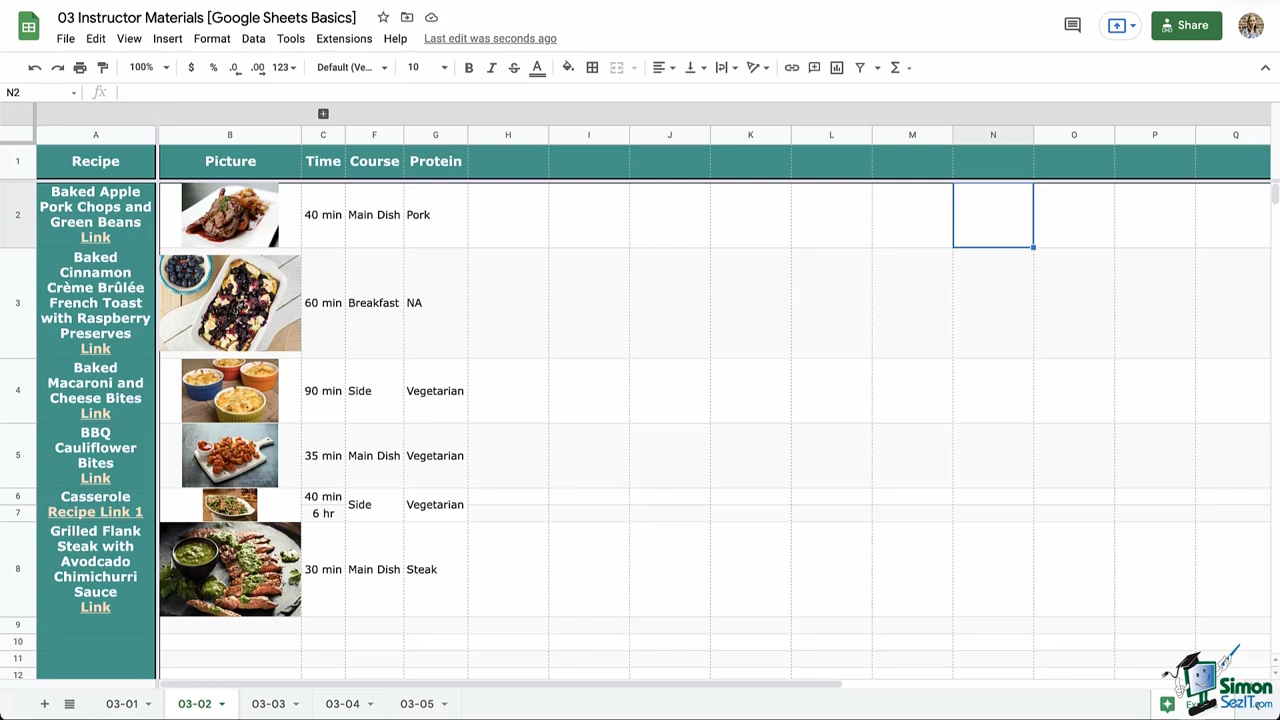 03 Instructor Materials [Google Sheets Basics]
File Edit View Insert Format Data Tools Extensions Help Last edit was seconds ago
Share
100% $ % .0 .00 123 Default (Ve... 10 B I S A
N2 fx
A B C F G H I J K L M N O P Q
1 Recipe Picture Time Course Protein
2 Baked Apple
Pork Chops and
Green Beans
Link
40 min Main Dish Pork
3 Baked
Cinnamon
Crème Brûlée
French Toast
with Raspberry
Preserves
Link
60 min Breakfast NA
4 Baked
Macaroni and
Cheese Bites
Link
90 min Side Vegetarian
5 BBQ
Cauliflower
Bites
Link
35 min Main Dish Vegetarian
6 Casserole
7 Recipe Link 1
40 min
6 hr
Side Vegetarian
8 Grilled Flank
Steak with
Avodcado
Chimichurri
Sauce
Link
30 min Main Dish Steak
9
10
11
12
03-01 03-02 03-03 03-04 03-05
Simon
SezIT.com